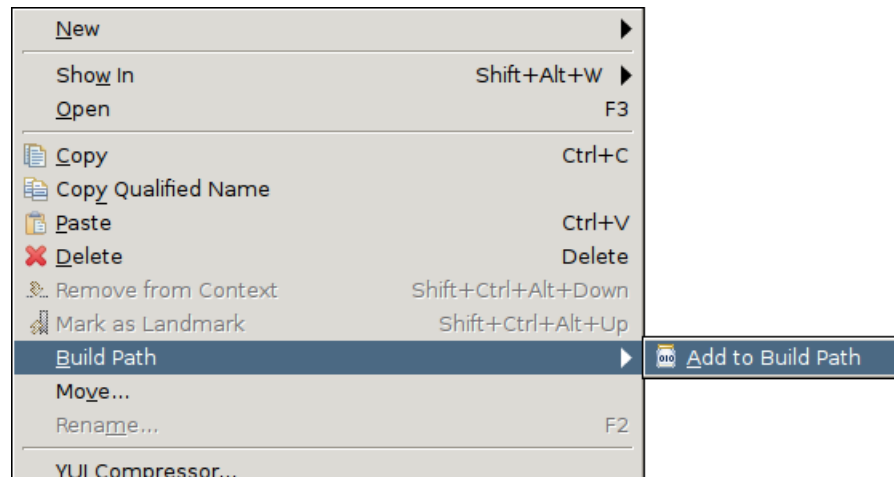 New
Show In Shift+Alt+W
Open F3
Copy Ctrl+C
Copy Qualified Name
Paste Ctrl+V
Delete Delete
Remove from Context Shift+Ctrl+Alt+Down
Mark as Landmark Shift+Ctrl+Alt+Up
Build Path Add to Build Path
Move...
Rename... F2
YUI Compressor...